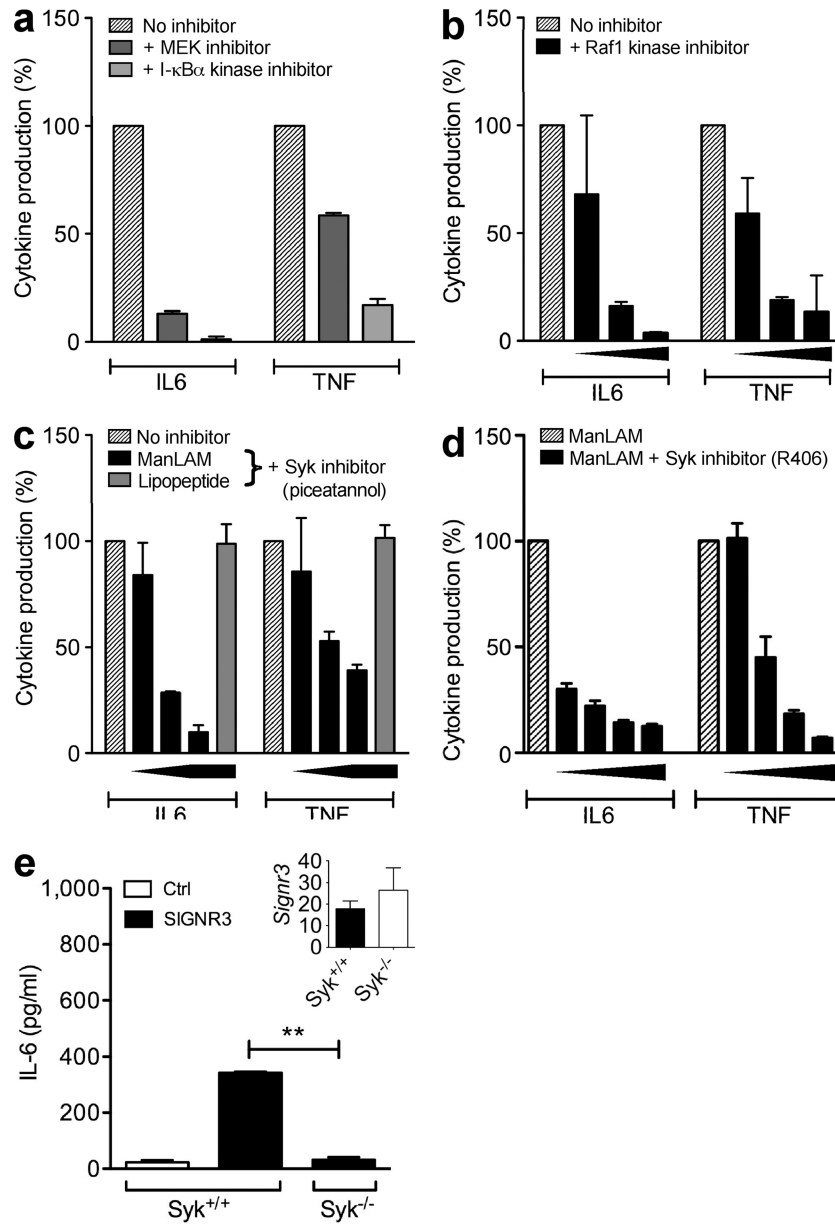 a
No inhibitor
+ MEK inhibitor
+ I-κBα kinase inhibitor
Cytokine production (%)
150
100
50
0
IL6
TNF
b
No inhibitor
+ Raf1 kinase inhibitor
Cytokine production (%)
150
100
50
0
IL6
TNF
c
No inhibitor
ManLAM
Lipopeptide
+ Syk inhibitor
(piceatannol)
Cytokine production (%)
150
100
50
0
IL6
TNF
d
ManLAM
ManLAM + Syk inhibitor (R406)
Cytokine production (%)
150
100
50
0
IL6
TNF
e
Ctrl
SIGNR3
IL-6 (pg/ml)
1,000
800
600
400
200
0
**
Syk+/+
Syk-/-
Signr3
40
30
20
10
0
Syk+/+
Syk-/-